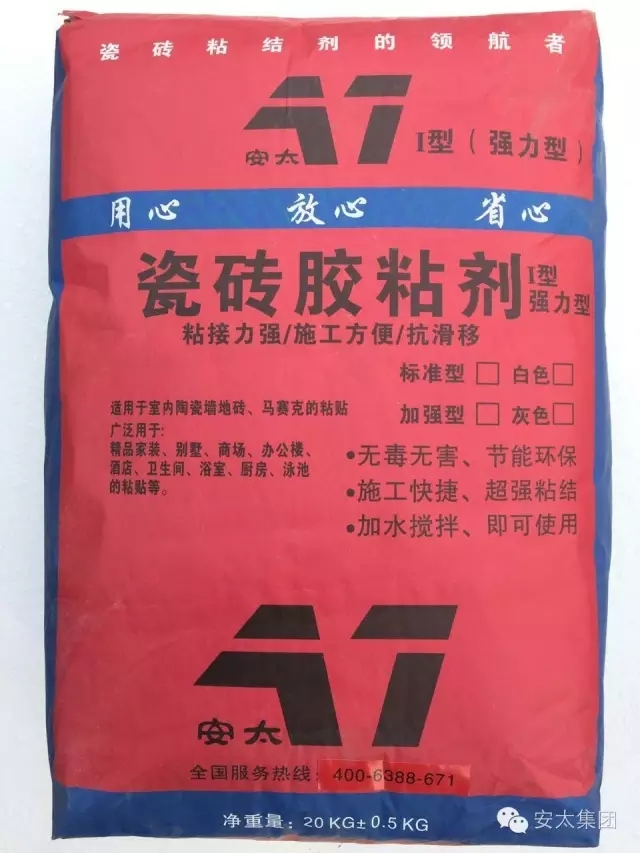 瓷砖粘结剂的领航者
AT
安太
I型（强力型）
用心 放心 省心
瓷砖胶粘剂 I型
强力型
粘接力强/施工方便/抗滑移
标准型□ 白色□
加强型□ 灰色□
适用于室内陶瓷墙地砖、马赛克的粘贴
广泛用于:
精品家装、别墅、商场、办公楼、
酒店、卫生间、浴室、厨房、泳池
的粘贴等。
•无毒无害、节能环保
•施工快捷、超强粘结
•加水搅拌、即可使用
AT
安太
全国服务热线: 400-6388-671
净重量: 20KG±0.5KG
安太集团